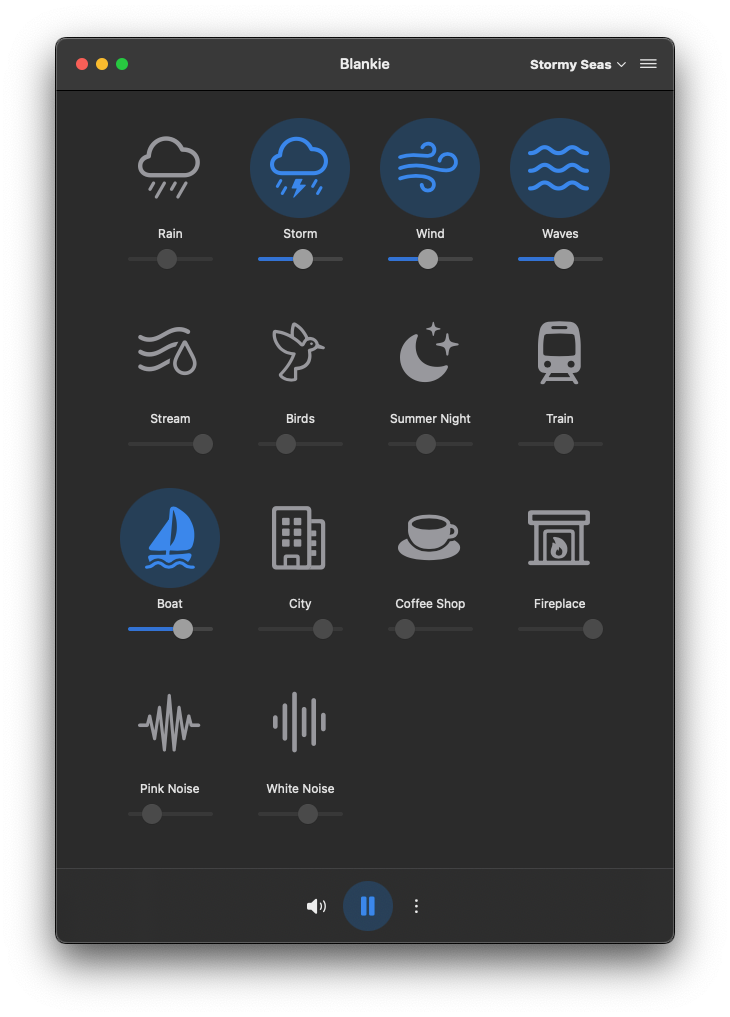 Blankie
Stormy Seas
Rain
Storm
Wind
Waves
Stream
Birds
Summer Night
Train
Boat
City
Coffee Shop
Fireplace
Pink Noise
White Noise